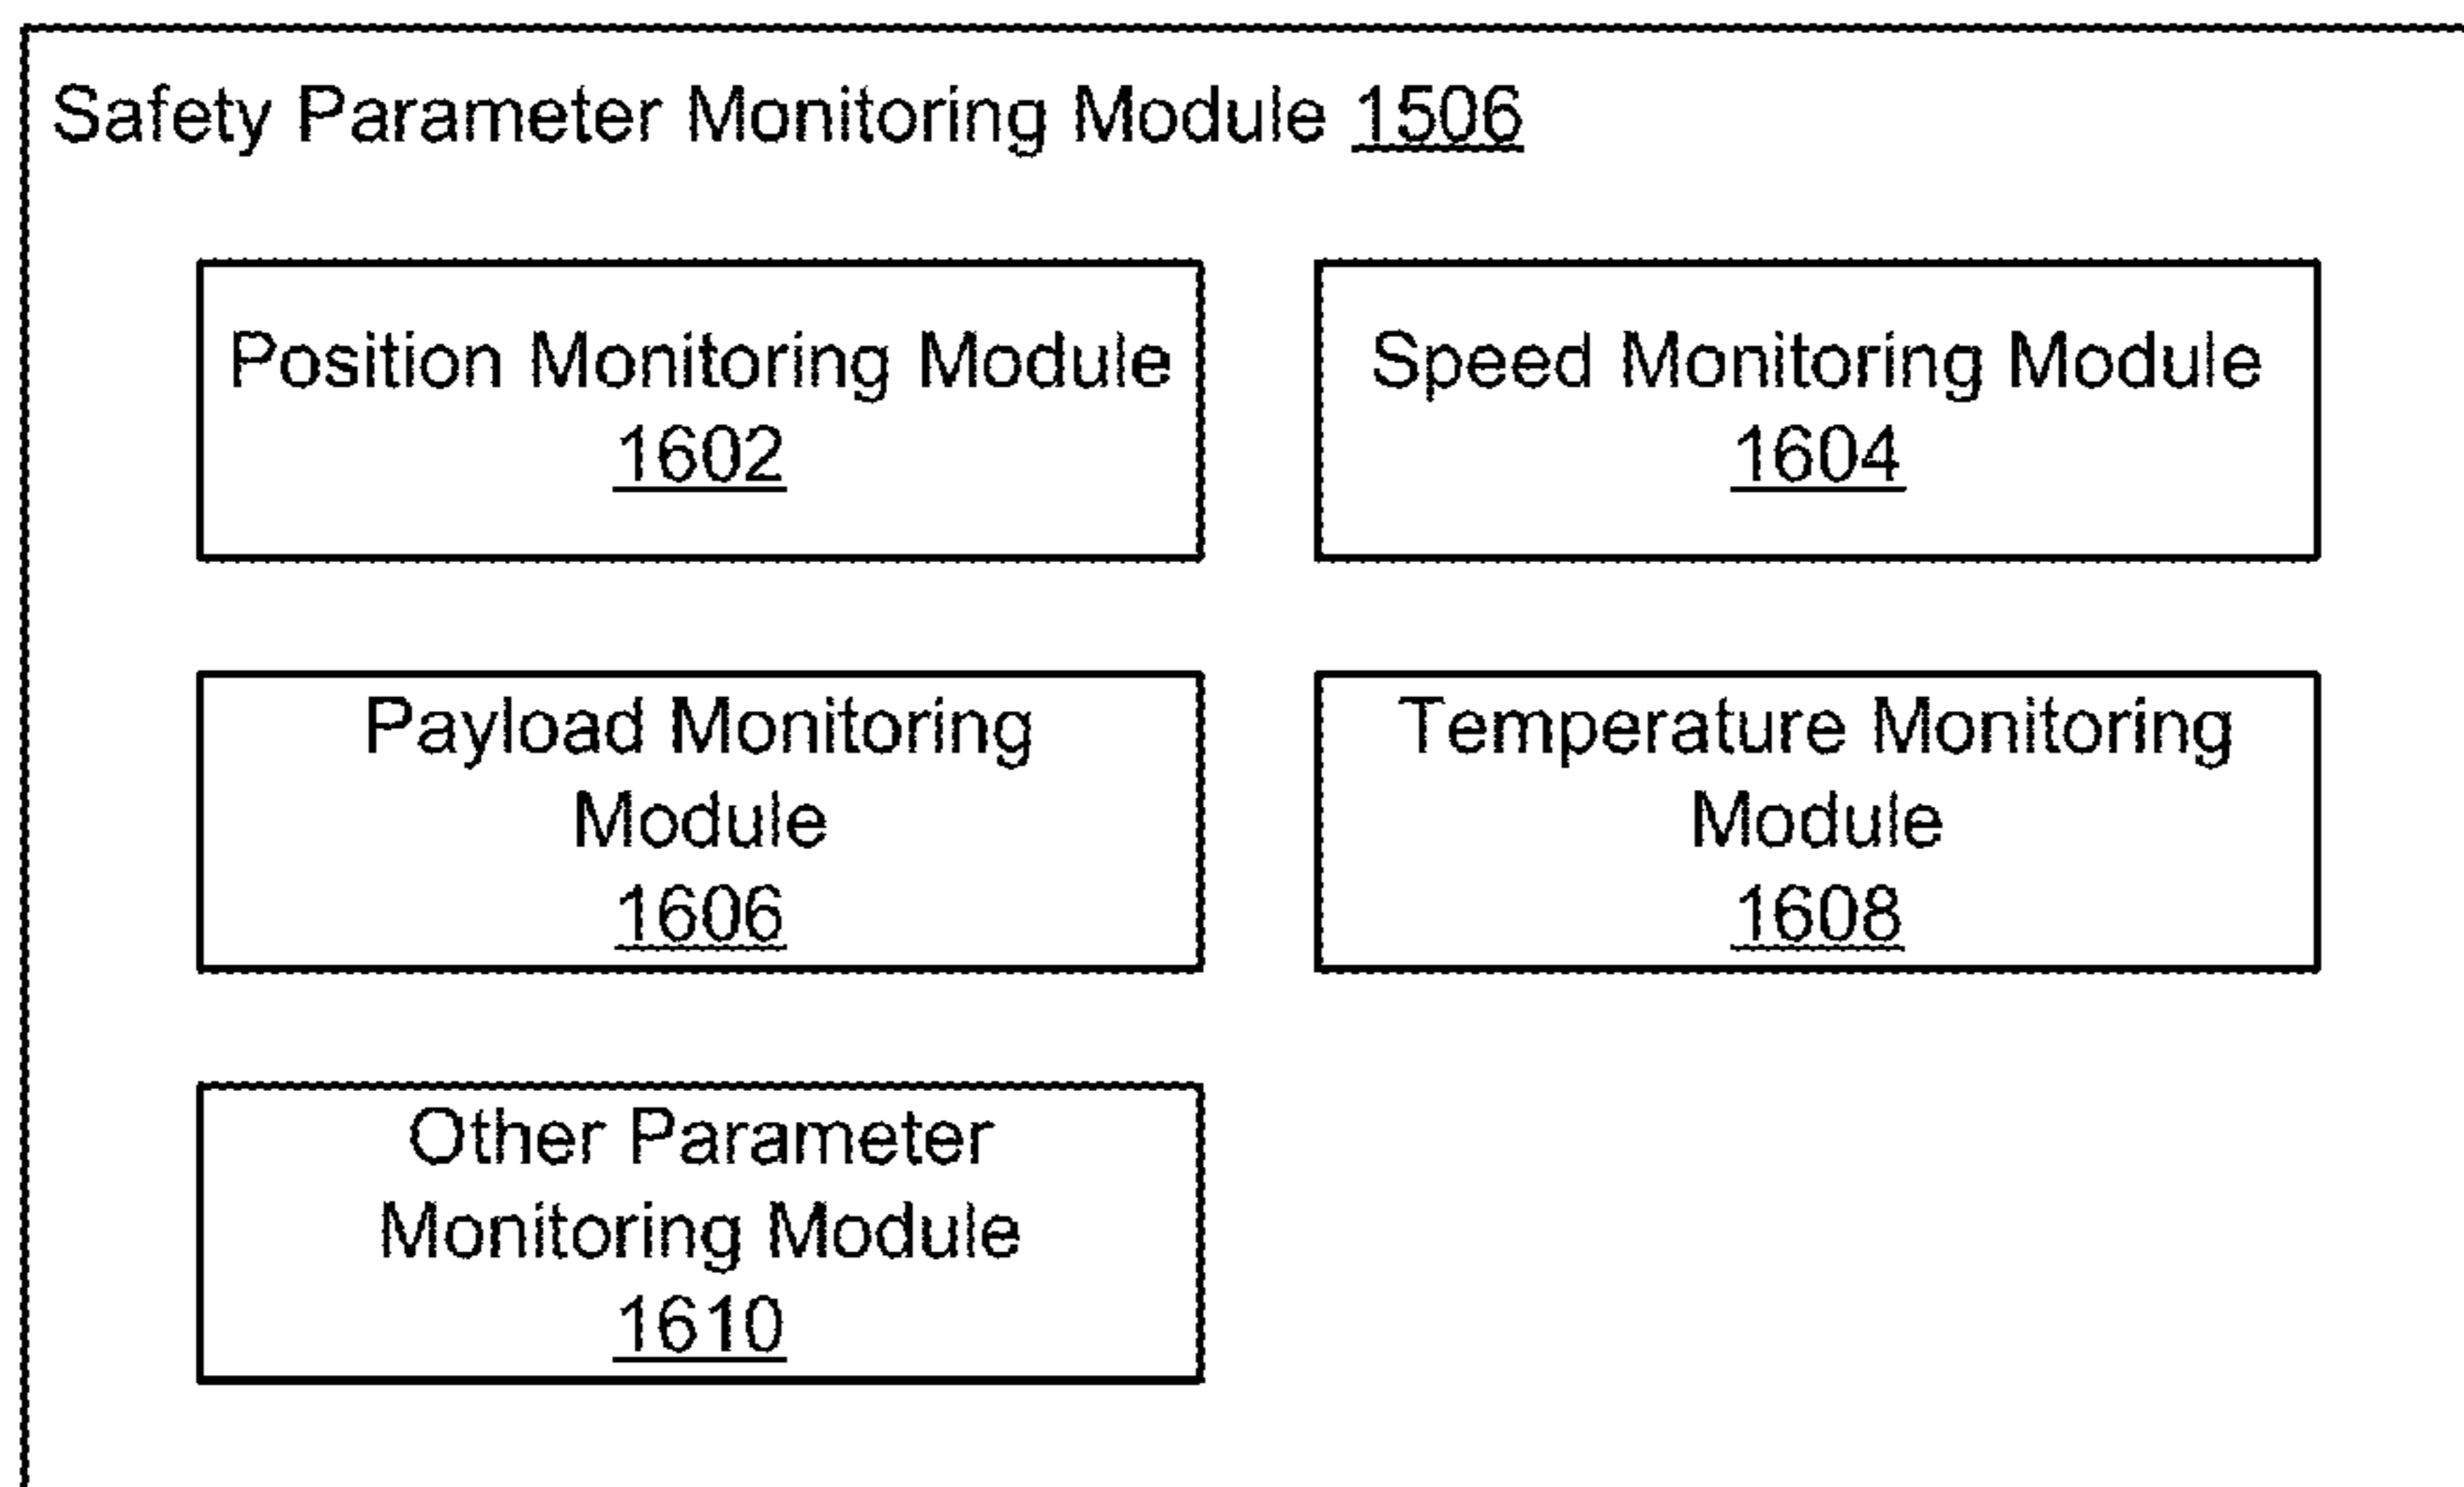 Safety Parameter Monitoring Module 1506
Position Monitoring Module
1602
Speed Monitoring Module
1604
Payload Monitoring
Module
1606
Temperature Monitoring
Module
1608
Other Parameter
Monitoring Module
1610